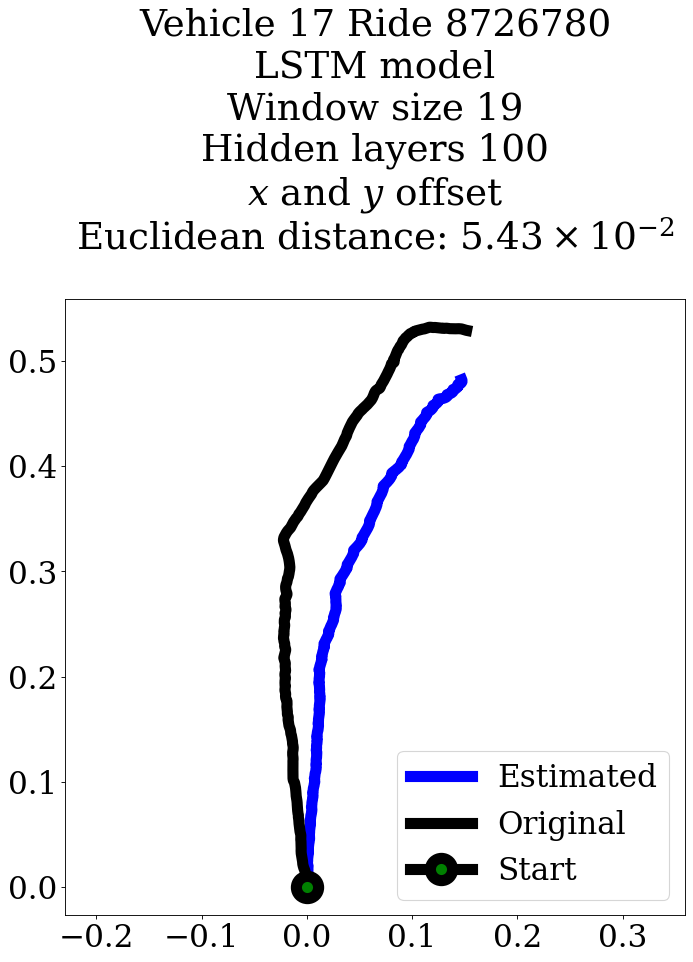 Vehicle 17 Ride 8726780
LSTM model
Window size 19
Hidden layers 100
x and y offset
Euclidean distance: 5.43 × 10⁻²
0.5
0.4
0.3
0.2
0.1
0.0
Estimated
Original
Start
−0.2 −0.1 0.0 0.1 0.2 0.3